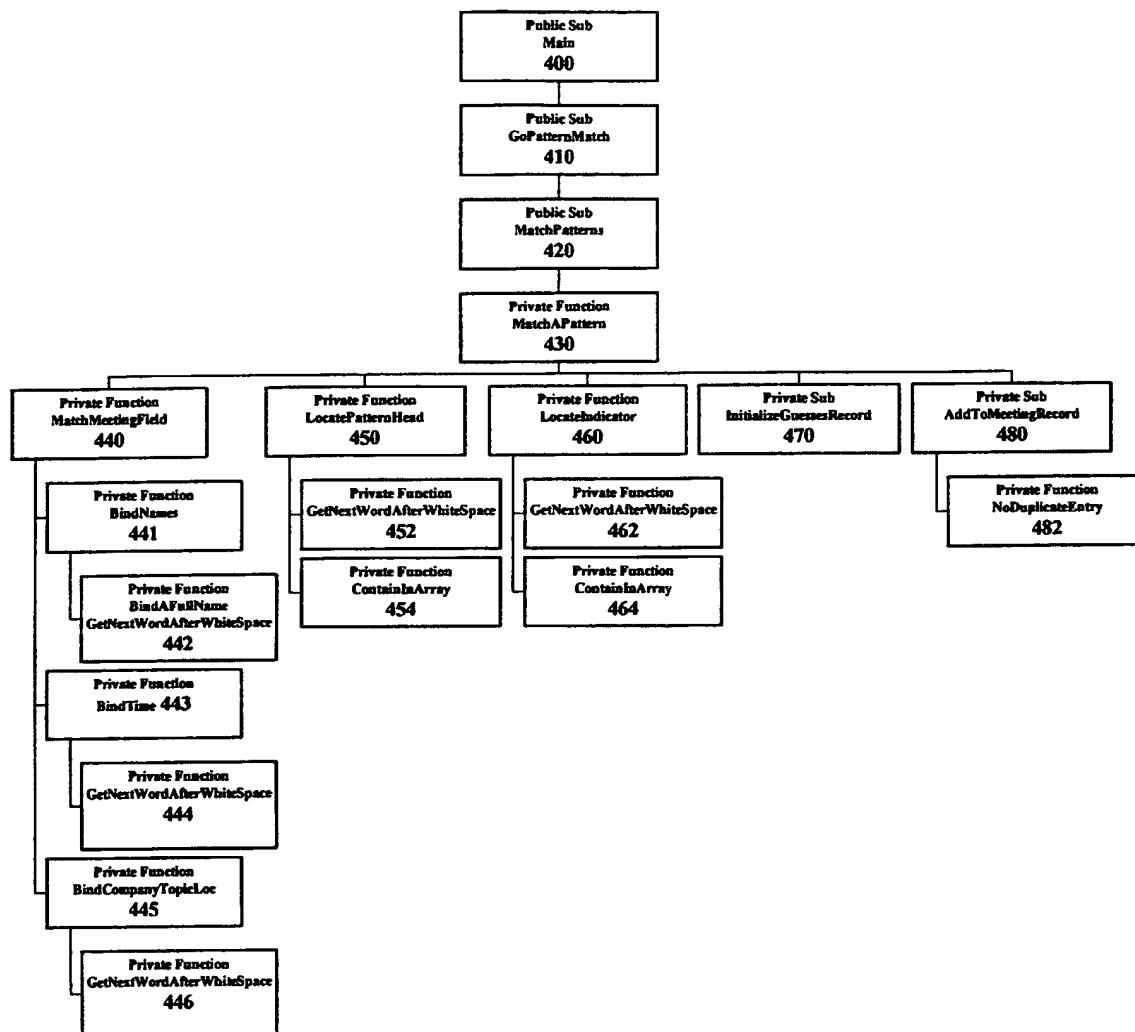 Public Sub
Main
400
Public Sub
GoPatternMatch
410
Public Sub
MatchPatterns
420
Private Function
MatchAPattern
430
Private Function
MatchMeetingField
440
Private Function
LocatePatternHead
450
Private Function
LocateIndicator
460
Private Sub
InitializeGuessesRecord
470
Private Sub
AddToMeetingRecord
480
Private Function
BindNames
441
Private Function
GetNextWordAfterWhiteSpace
452
Private Function
GetNextWordAfterWhiteSpace
462
Private Function
NoDuplicateEntry
482
Private Function
ContainInArray
454
Private Function
ContainInArray
464
Private Function
BindAFullName
GetNextWordAfterWhiteSpace
442
Private Function
BindTime 443
Private Function
GetNextWordAfterWhiteSpace
444
Private Function
BindCompanyTopicLoc
445
Private Function
GetNextWordAfterWhiteSpace
446